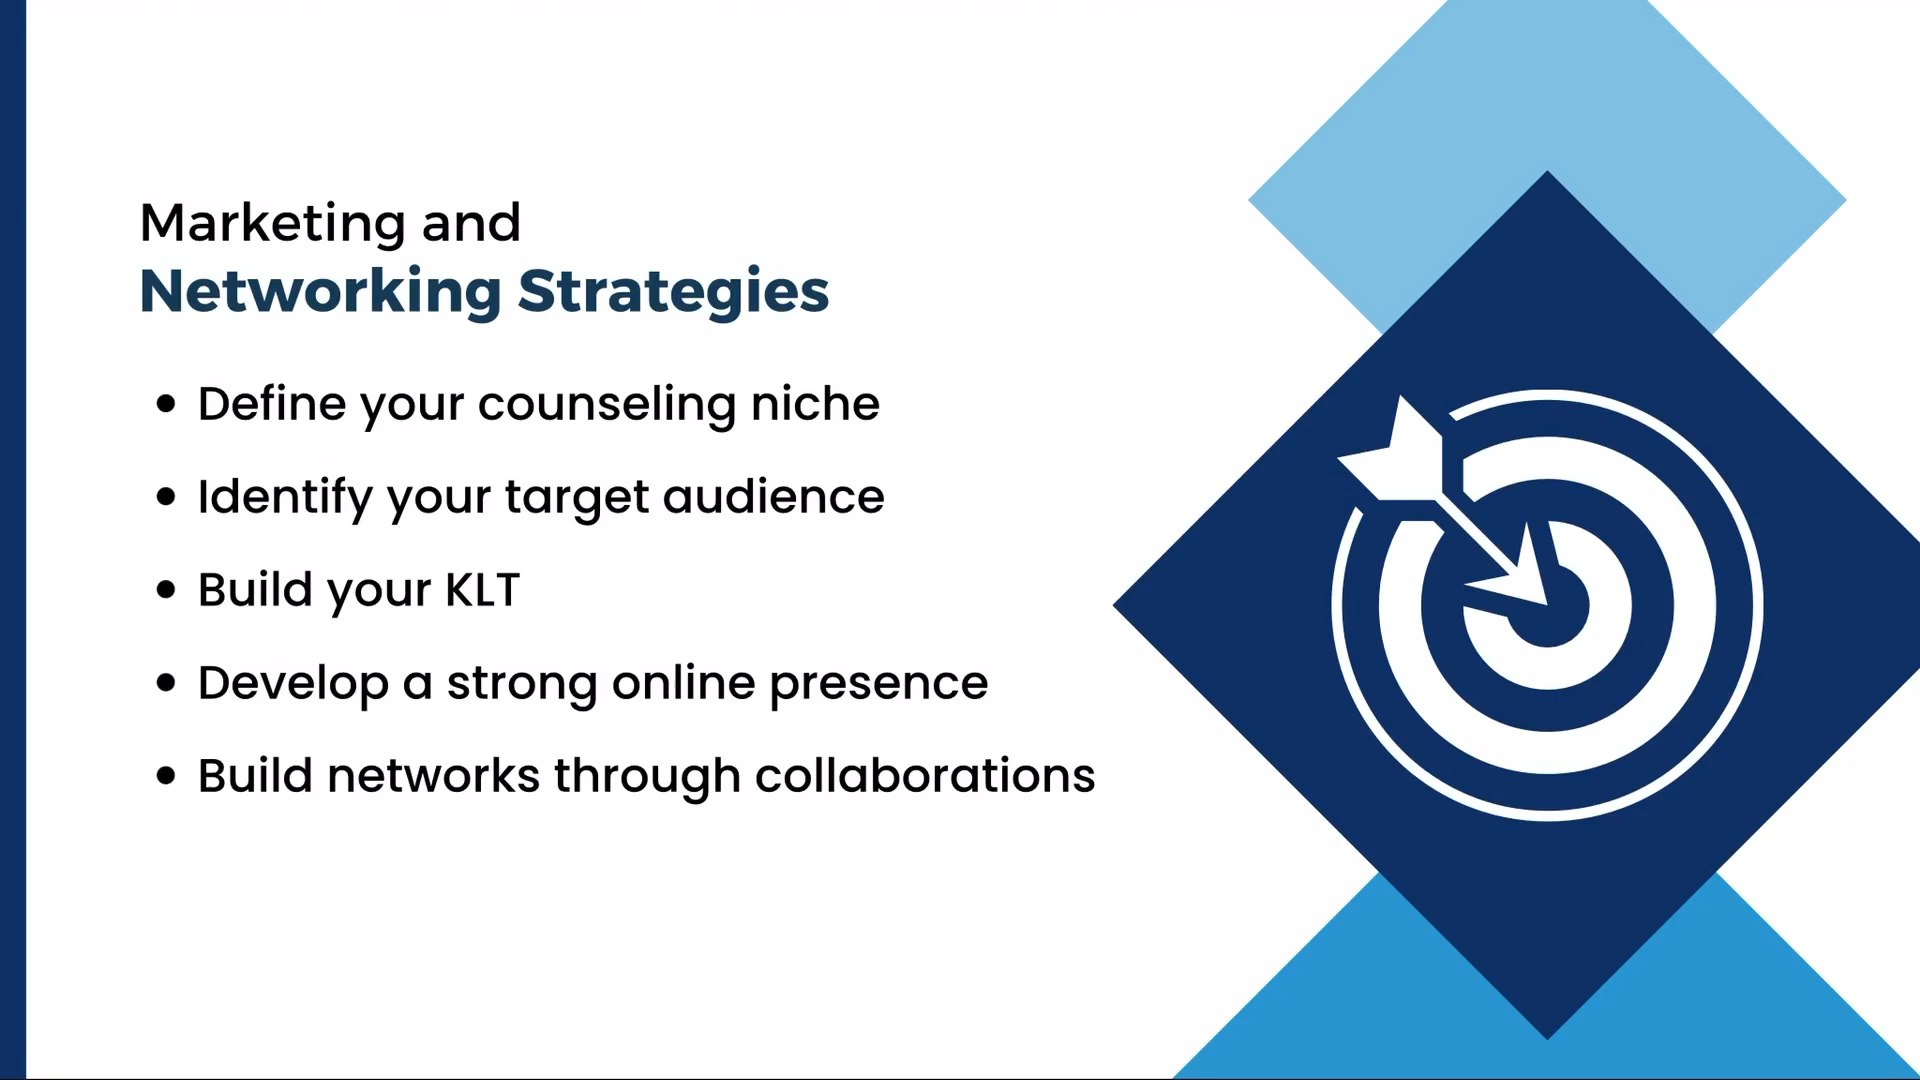 Marketing and
Networking Strategies
• Define your counseling niche
• Identify your target audience
• Build your KLT
• Develop a strong online presence
• Build networks through collaborations